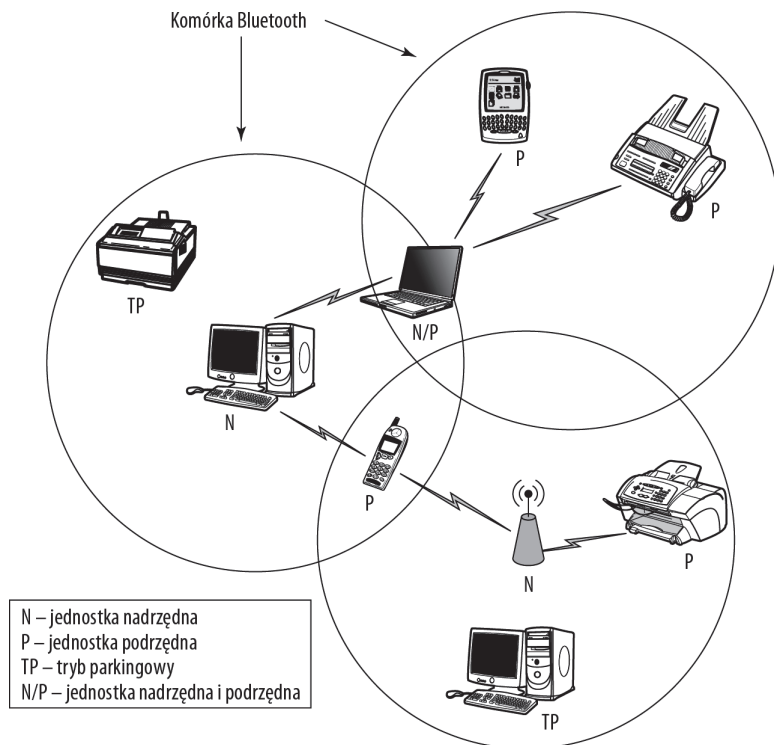 Komórka Bluetooth
P
P
TP
N/P
N
P
N
P
TP
N – jednostka nadrzędna
P – jednostka podrzędna
TP – tryb parkingowy
N/P – jednostka nadrzędna i podrzędna